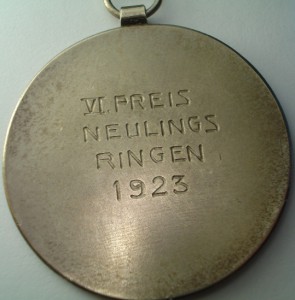 VI. PREIS
NEULINGS
RINGEN
1923